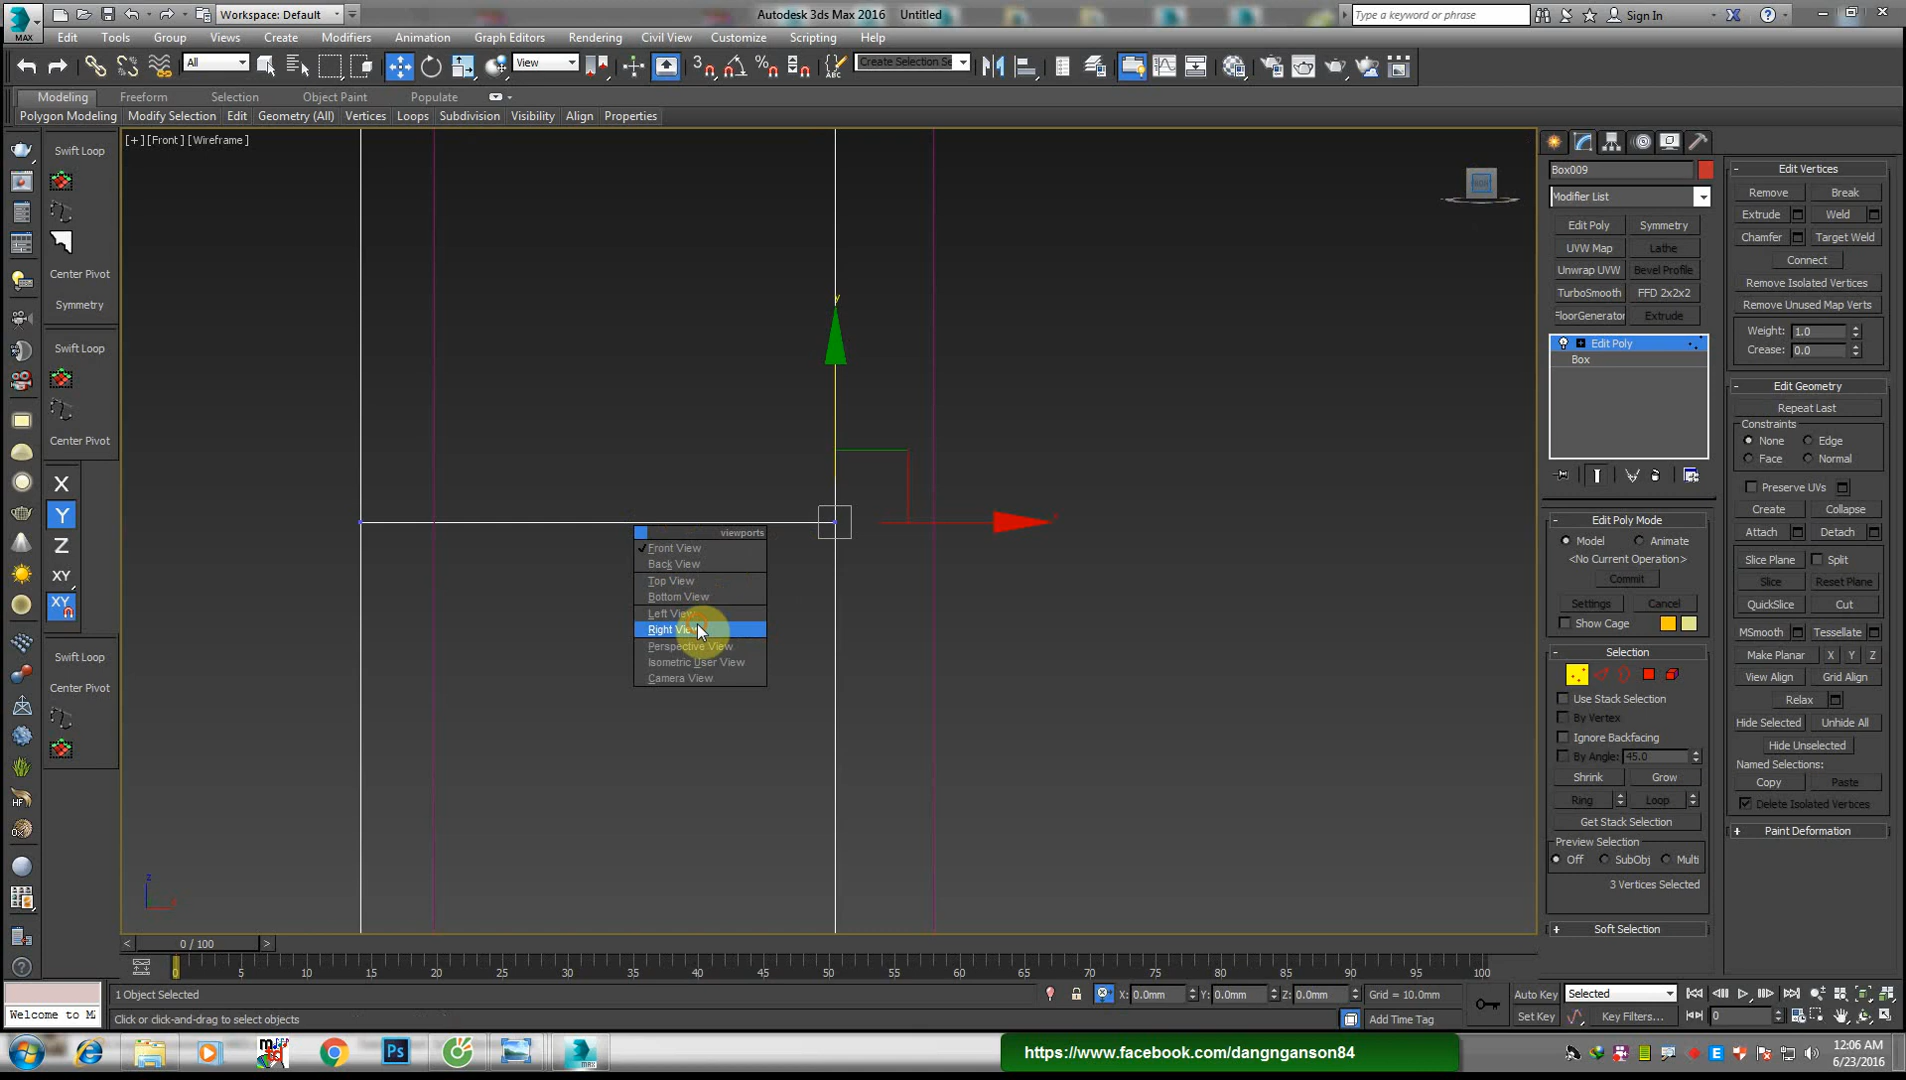 Workspace: Default
Autodesk 3ds Max 2016 Untitled
Type a keyword or phrase
Sign In
MAX
Edit Tools Group Views Create Modifiers Animation Graph Editors Rendering Civil View Customize Scripting Help
All
View
Create Selection Se
Modeling Freeform Selection Object Paint Populate
Polygon Modeling Modify Selection Edit Geometry (All) Vertices Loops Subdivision Visibility Align Properties
[+] [Front] [Wireframe]
Swift Loop
Center Pivot
Symmetry
Swift Loop
Center Pivot
X
Y
Z
XY
XY
Swift Loop
Center Pivot
FRONT
y
x
z
viewports
Front View
Back View
Top View
Bottom View
Left View
Right View
Perspective View
Isometric User View
Camera View
Box009
Modifier List
Edit Poly Symmetry
UVW Map Lathe
Unwrap UVW Bevel Profile
TurboSmooth FFD 2x2x2
FloorGenerator Extrude
Edit Poly
Box
Edit Poly Mode
Model Animate
<No Current Operation>
Commit
Settings Cancel
Show Cage
Selection
Use Stack Selection
By Vertex
Ignore Backfacing
By Angle: 45.0
Shrink Grow
Ring Loop
Get Stack Selection
Preview Selection
Off SubObj Multi
3 Vertices Selected
Soft Selection
Edit Vertices
Remove Break
Extrude Weld
Chamfer Target Weld
Connect
Remove Isolated Vertices
Remove Unused Map Verts
Weight: 1.0
Crease: 0.0
Edit Geometry
Repeat Last
Constraints
None Edge
Face Normal
Preserve UVs
Create Collapse
Attach Detach
Slice Plane Split
Slice Reset Plane
QuickSlice Cut
MSmooth Tessellate
Make Planar X Y Z
View Align Grid Align
Relax
Hide Selected Unhide All
Hide Unselected
Named Selections:
Copy Paste
Delete Isolated Vertices
Paint Deformation
< 0 / 100 >
0 5 10 15 20 25 30 35 40 45 50 55 60 65 70 75 80 85 90 95 100
1 Object Selected
X: 0.0mm Y: 0.0mm Z: 0.0mm Grid = 10.0mm
Auto Key Selected
Welcome to M
Click or click-and-drag to select objects
Add Time Tag
Set Key Key Filters... 0
https://www.facebook.com/dangnganson84
12:06 AM
6/23/2016